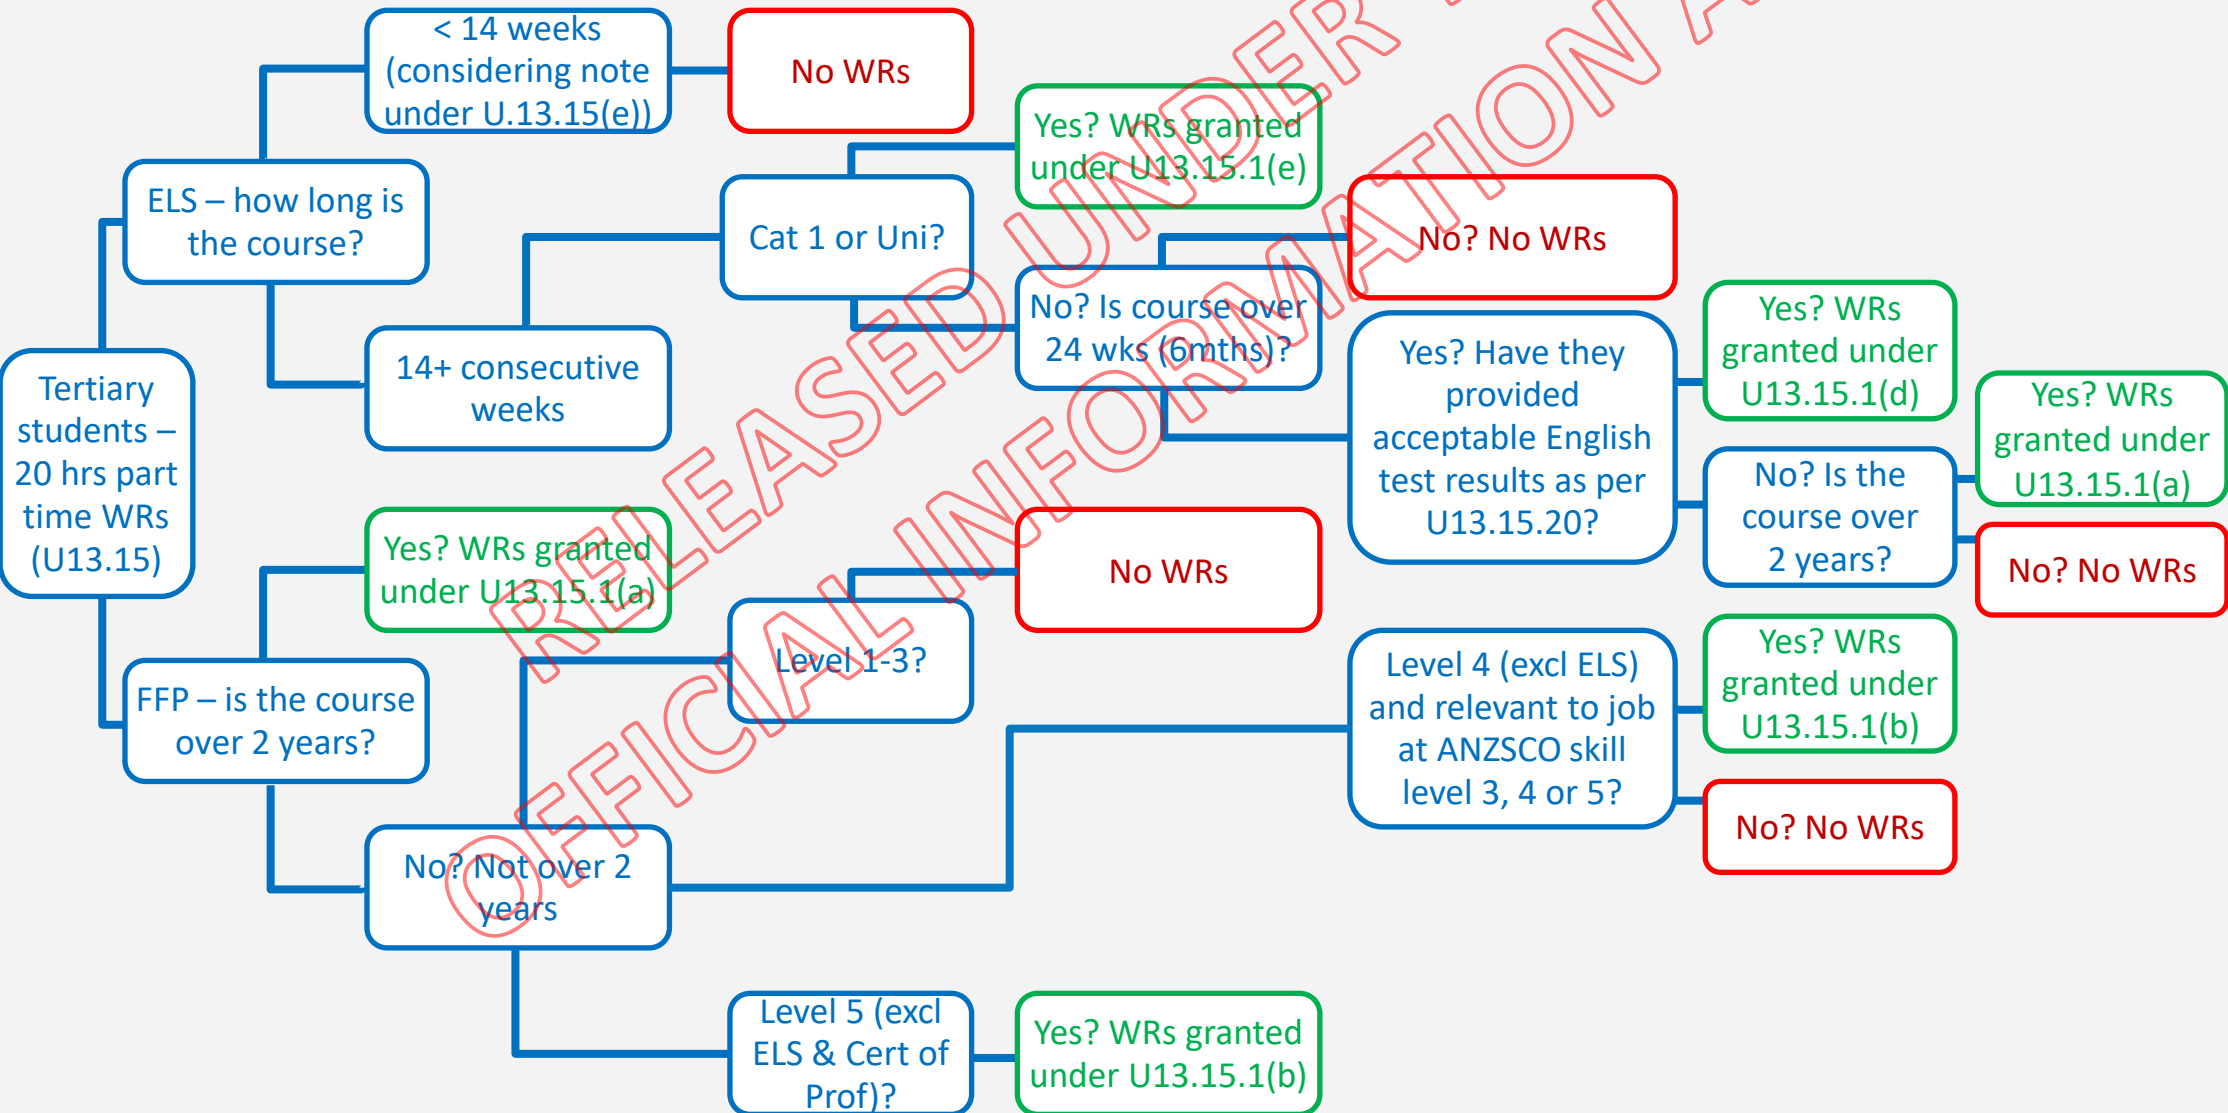 < 14 weeks
(considering note
under U.13.15(e))
No WRs
Yes? WRs granted
under U13.15.1(e)
ELS – how long is
the course?
Cat 1 or Uni?
No? No WRs
No? Is course over
24 wks (6mths)?
14+ consecutive
weeks
Yes? Have they
provided
acceptable English
test results as per
U13.15.20?
Yes? WRs
granted under
U13.15.1(d)
Yes? WRs
granted under
U13.15.1(a)
No? Is the
course over
2 years?
No? No WRs
Tertiary
students –
20 hrs part
time WRs
(U13.15)
Yes? WRs granted
under U13.15.1(a)
No WRs
Level 1-3?
FFP – is the course
over 2 years?
Level 4 (excl ELS)
and relevant to job
at ANZSCO skill
level 3, 4 or 5?
Yes? WRs
granted under
U13.15.1(b)
No? No WRs
No? Not over 2
years
Level 5 (excl
ELS & Cert of
Prof)?
Yes? WRs granted
under U13.15.1(b)
RELEASED UNDER
OFFICIAL INFORMATION A